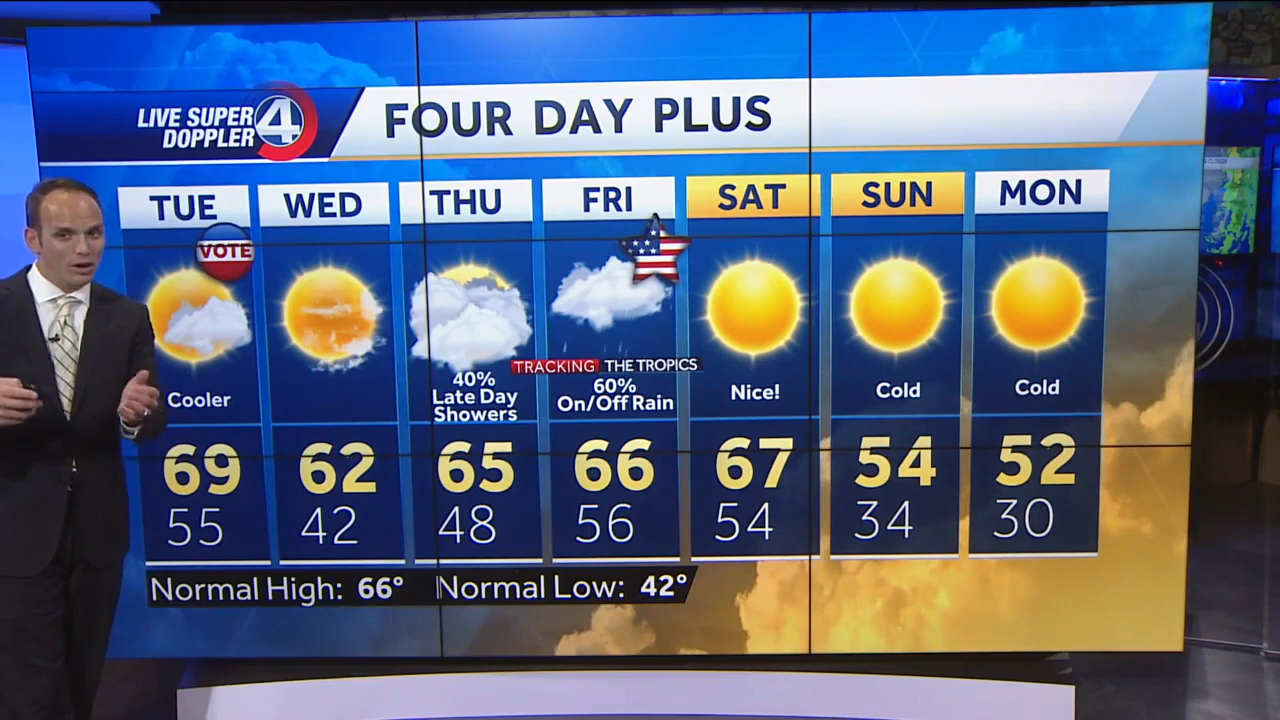 LIVE SUPER
DOPPLER 4
FOUR DAY PLUS
TUE WED THU FRI SAT SUN MON
VOTE
TRACKING THE TROPICS
Cooler
40%
Late Day
Showers
60%
On/Off Rain
Nice!
Cold
Cold
69 62 65 66 67 54 52
55 42 48 56 54 34 30
Normal High: 66° Normal Low: 42°